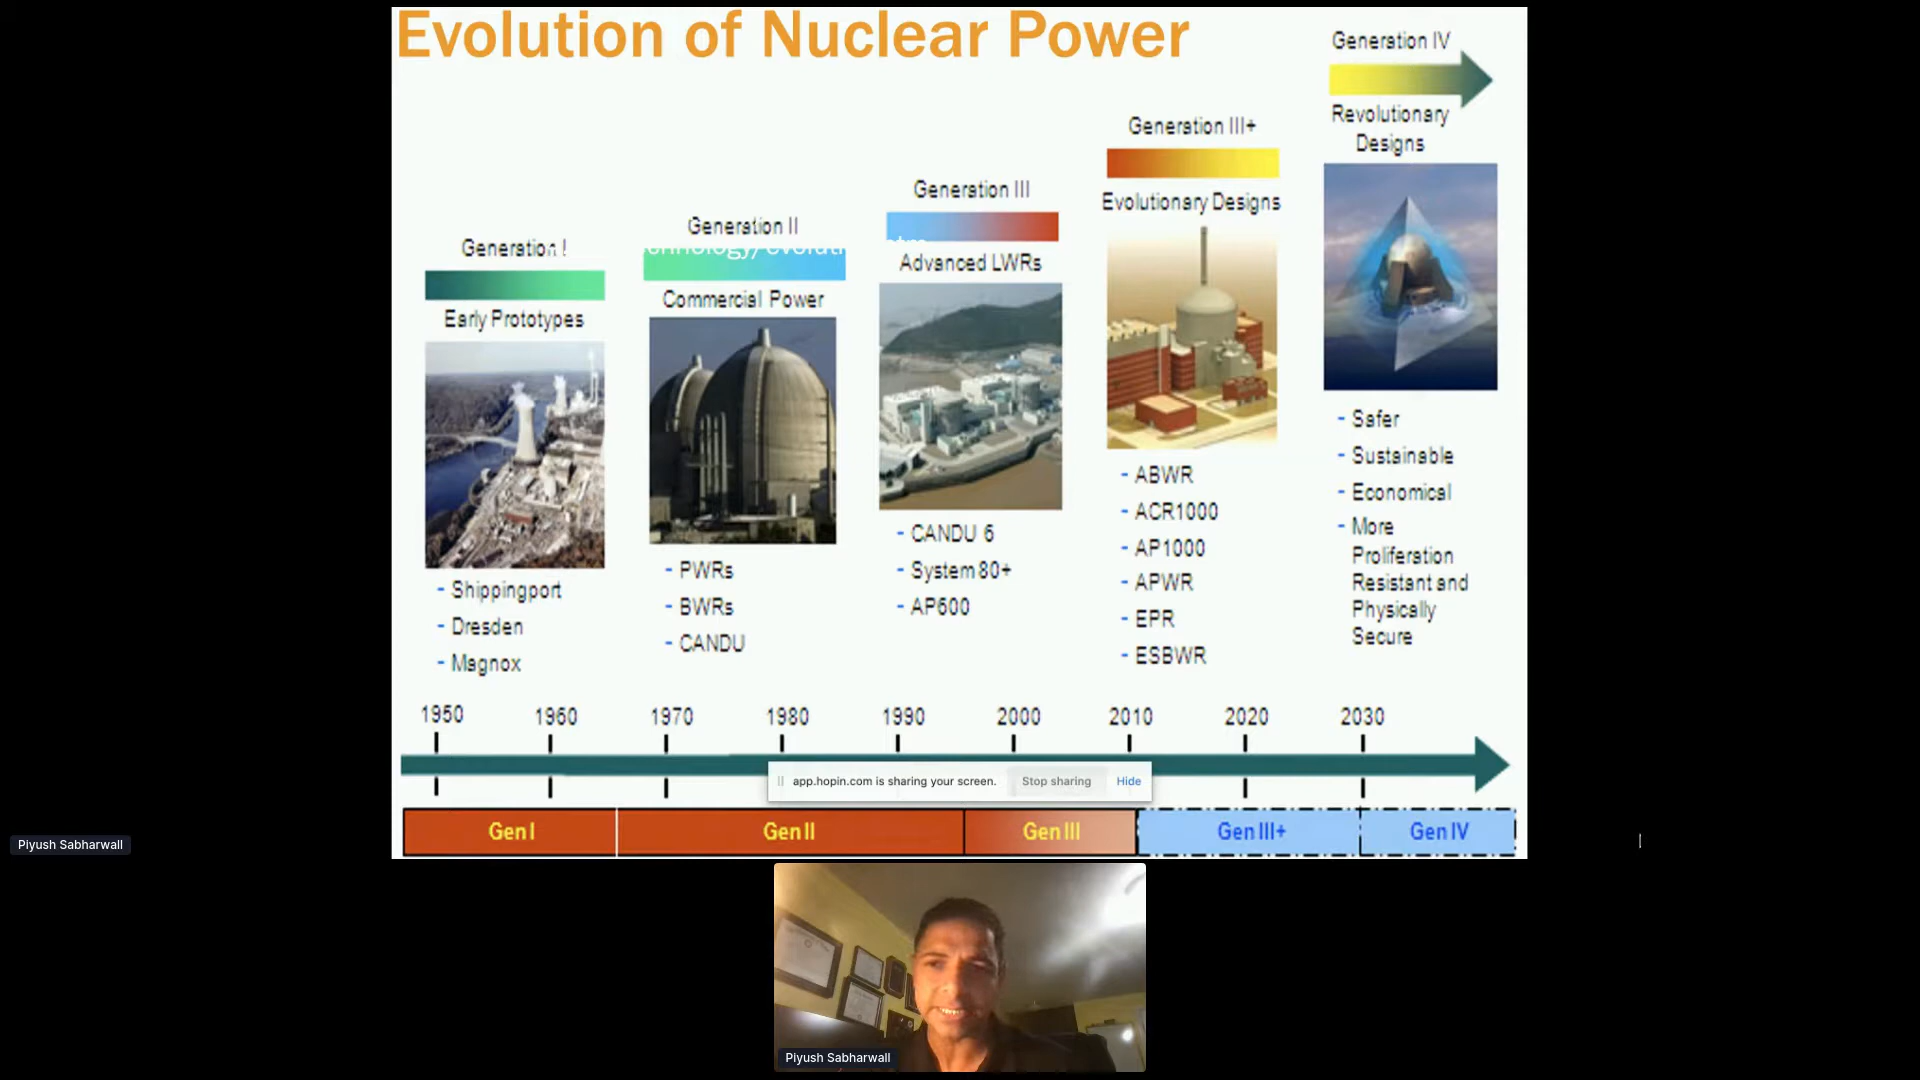 Evolution of Nuclear Power
Generation I
Early Prototypes
- Shippingport
- Dresden
- Magnox
Generation II
Commercial Power
- PWRs
- BWRs
- CANDU
Generation III
Advanced LWRs
- CANDU 6
- System 80+
- AP600
Generation III+
Evolutionary Designs
- ABWR
- ACR1000
- AP1000
- APWR
- EPR
- ESBWR
Generation IV
Revolutionary
Designs
- Safer
- Sustainable
- Economical
- More
Proliferation
Resistant and
Physically
Secure
1950 1960 1970 1980 1990 2000 2010 2020 2030
app.hopin.com is sharing your screen. Stop sharing Hide
Gen I Gen II Gen III Gen III+ Gen IV
Piyush Sabharwall
Piyush Sabharwall